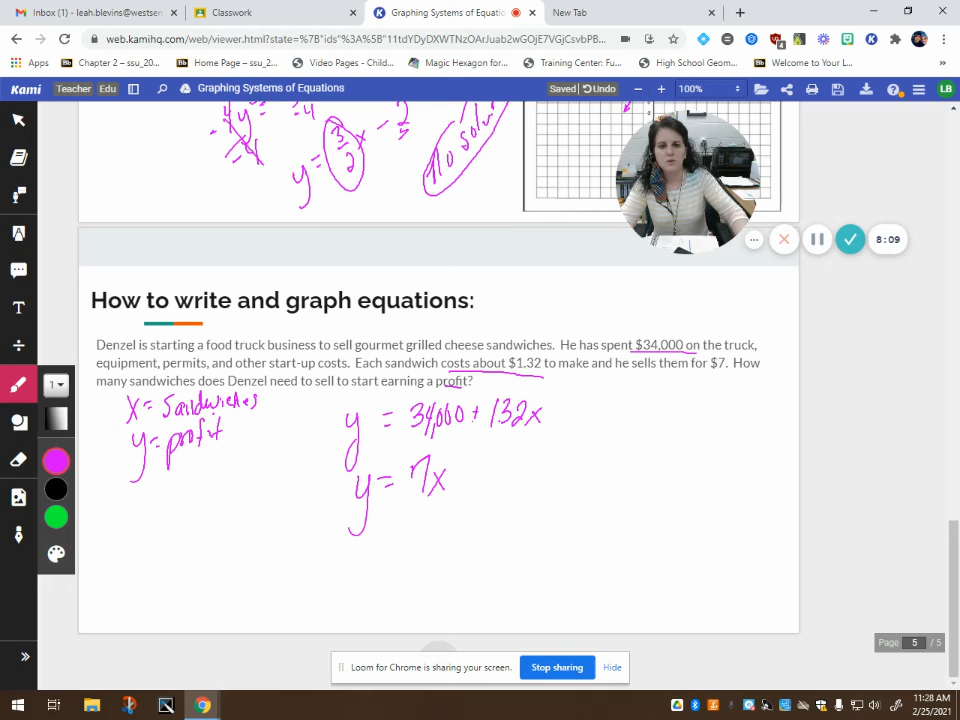 Inbox (1) - leah.blevins@westsen
Classwork
Graphing Systems of Equatio
New Tab
web.kamihq.com/web/viewer.html?state=%7B"ids"%3A%5B"11tdYDyDXWTNzOArJuab2wGOjE7VGjCsvbPB...
Apps
Chapter 2 – ssu_20...
Home Page – ssu_2...
Video Pages - Child...
Magic Hexagon for...
Training Center: Fu...
High School Geom...
Welcome to Your L...
Kami
Teacher
Edu
Graphing Systems of Equations
Saved
Undo
100%
LB
y = 3/2 x - 2/5
No Solu
8:09
How to write and graph equations:
Denzel is starting a food truck business to sell gourmet grilled cheese sandwiches. He has spent $34,000 on the truck,
equipment, permits, and other start-up costs. Each sandwich costs about $1.32 to make and he sells them for $7. How
many sandwiches does Denzel need to sell to start earning a profit?
x = Sandwiches
y = profit
y = 34,000 + 1.32x
y = 7x
1
Page 5 / 5
Loom for Chrome is sharing your screen.
Stop sharing
Hide
11:28 AM
2/25/2021